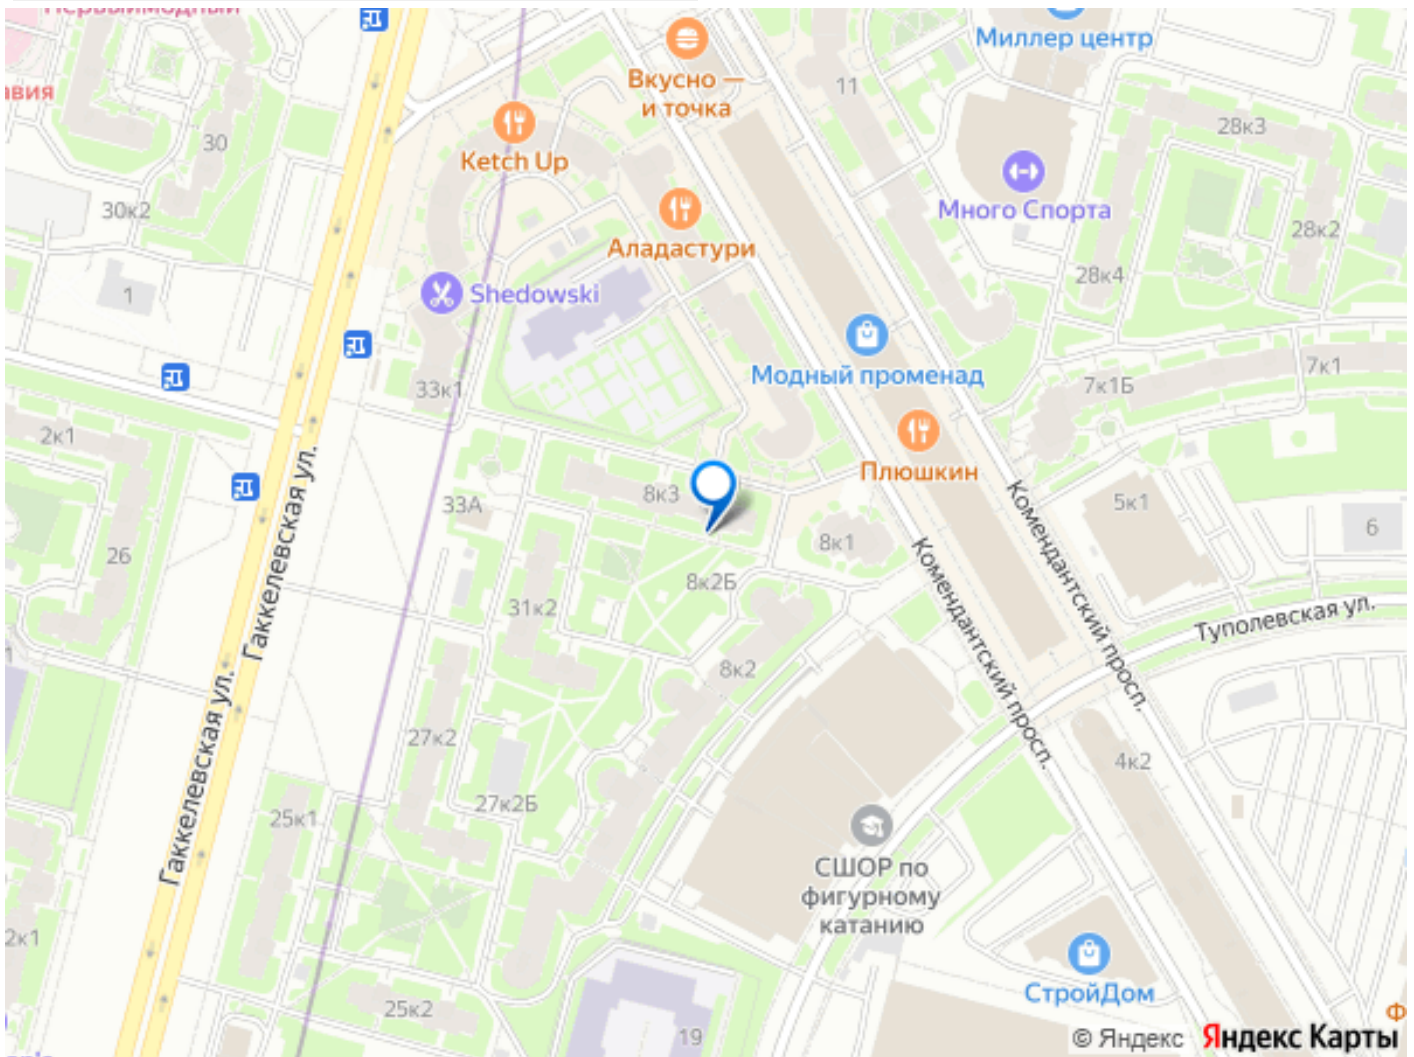 Первыймодный
Миллер центр
Вкусно —
и точка
11
авия
30
Ketch Up
28к3
Много Спорта
30к2
28к2
Аладастури
28к4
1
Shedowski
Модный променад
7к1
7к1Б
33к1
2к1
Плюшкин
8к3
33А
5к1
6
8к1
26
Гаккелевская ул.
Комендантский просп.
Комендантский просп.
8к2Б
31к2
Туполевская ул.
8к2
Гаккелевская ул.
27к2
4к2
27к2Б
25к1
СШОР по
фигурному
катанию
2к1
СтройДом
25к2
19
Ф
© Яндекс Яндекс Карты